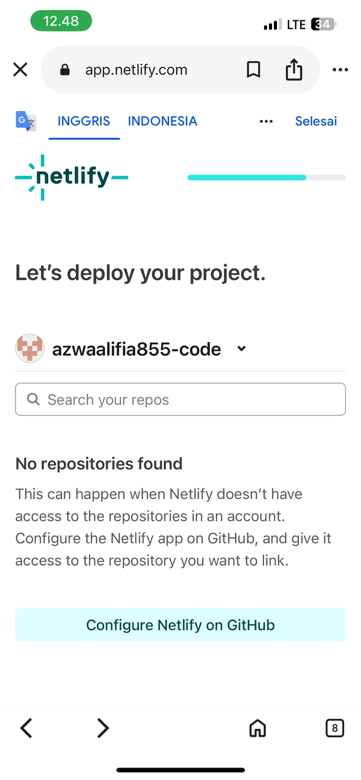 12.48
LTE 34
app.netlify.com
INGGRIS INDONESIA Selesai
netlify
Let’s deploy your project.
azwaalifia855-code
Search your repos
No repositories found
This can happen when Netlify doesn’t have
access to the repositories in an account.
Configure the Netlify app on GitHub, and give it
access to the repository you want to link.
Configure Netlify on GitHub
8